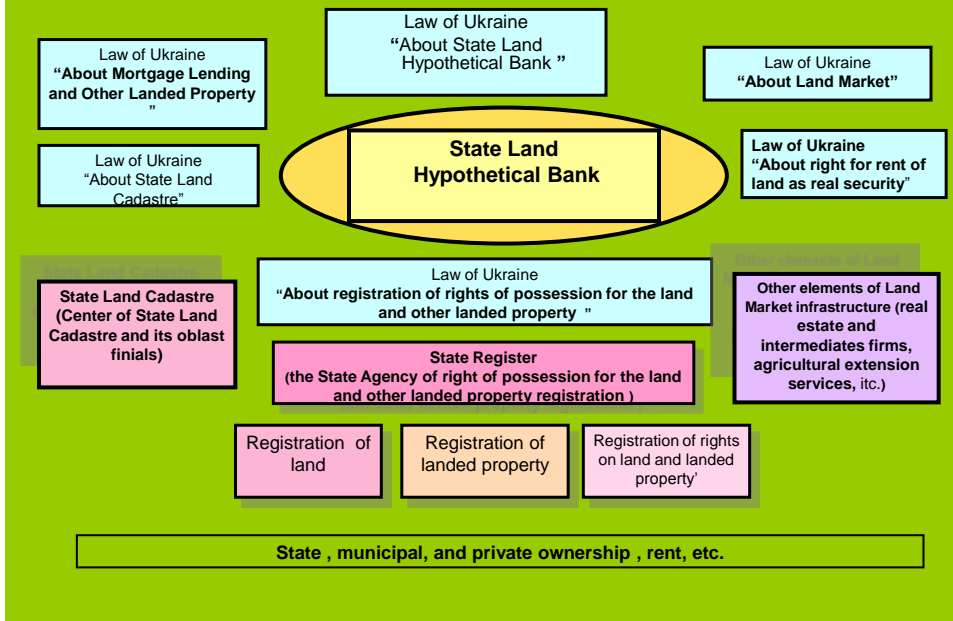 Law of Ukraine
“About State Land
Hypothetical Bank ”
Law of Ukraine
“About Mortgage Lending
and Other Landed Property
”
Law of Ukraine
“About Land Market”
State Land
Hypothetical Bank
Law of Ukraine
“About State Land
Cadastre”
Law of Ukraine
“About right for rent of
land as real security”
Law of Ukraine
“About registration of rights of possession for the land
and other landed property ”
State Land Cadastre
(Center of State Land
Cadastre and its oblast
finials)
Other elements of Land
Market infrastructure (real
estate and
intermediates firms,
agricultural extension
services, itc.)
State Register
(the State Agency of right of possession for the land
and other landed property registration )
Registration of
land
Registration of
landed property
Registration of rights
on land and landed
property’
State , municipal, and private ownership , rent, etc.